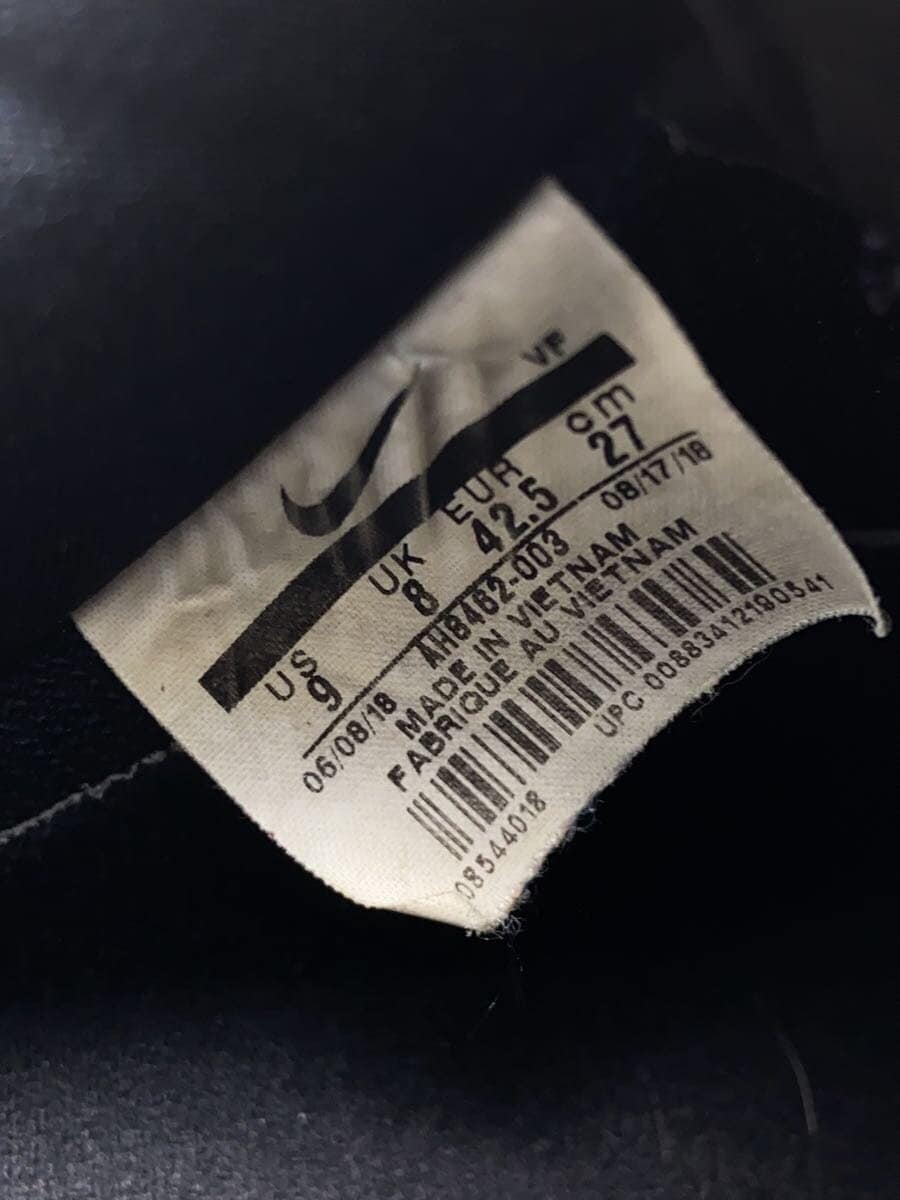 VF
US UK EUR cm
9 8 42.5 27
06/08/18 AH8462-003 08/17/18
MADE IN VIETNAM
FABRIQUE AU VIETNAM
UPC 00883412190541
08544018